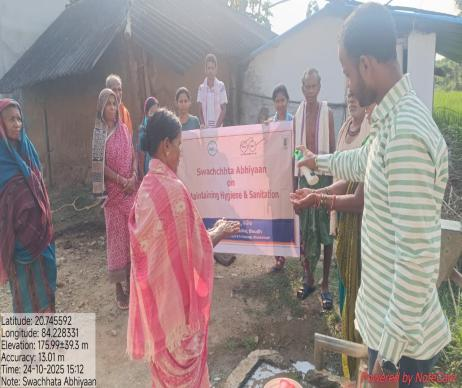 Swachchhta Abhiyaan
on
Maintaining Hygiene & Sanitation
Latitude: 20.745592
Longitude: 84.228331
Elevation: 175.99±39.3 m
Accuracy: 13.01 m
Time: 24-10-2025 15:12
Note: Swachhata Abhiyaan
Powered by NoteCam